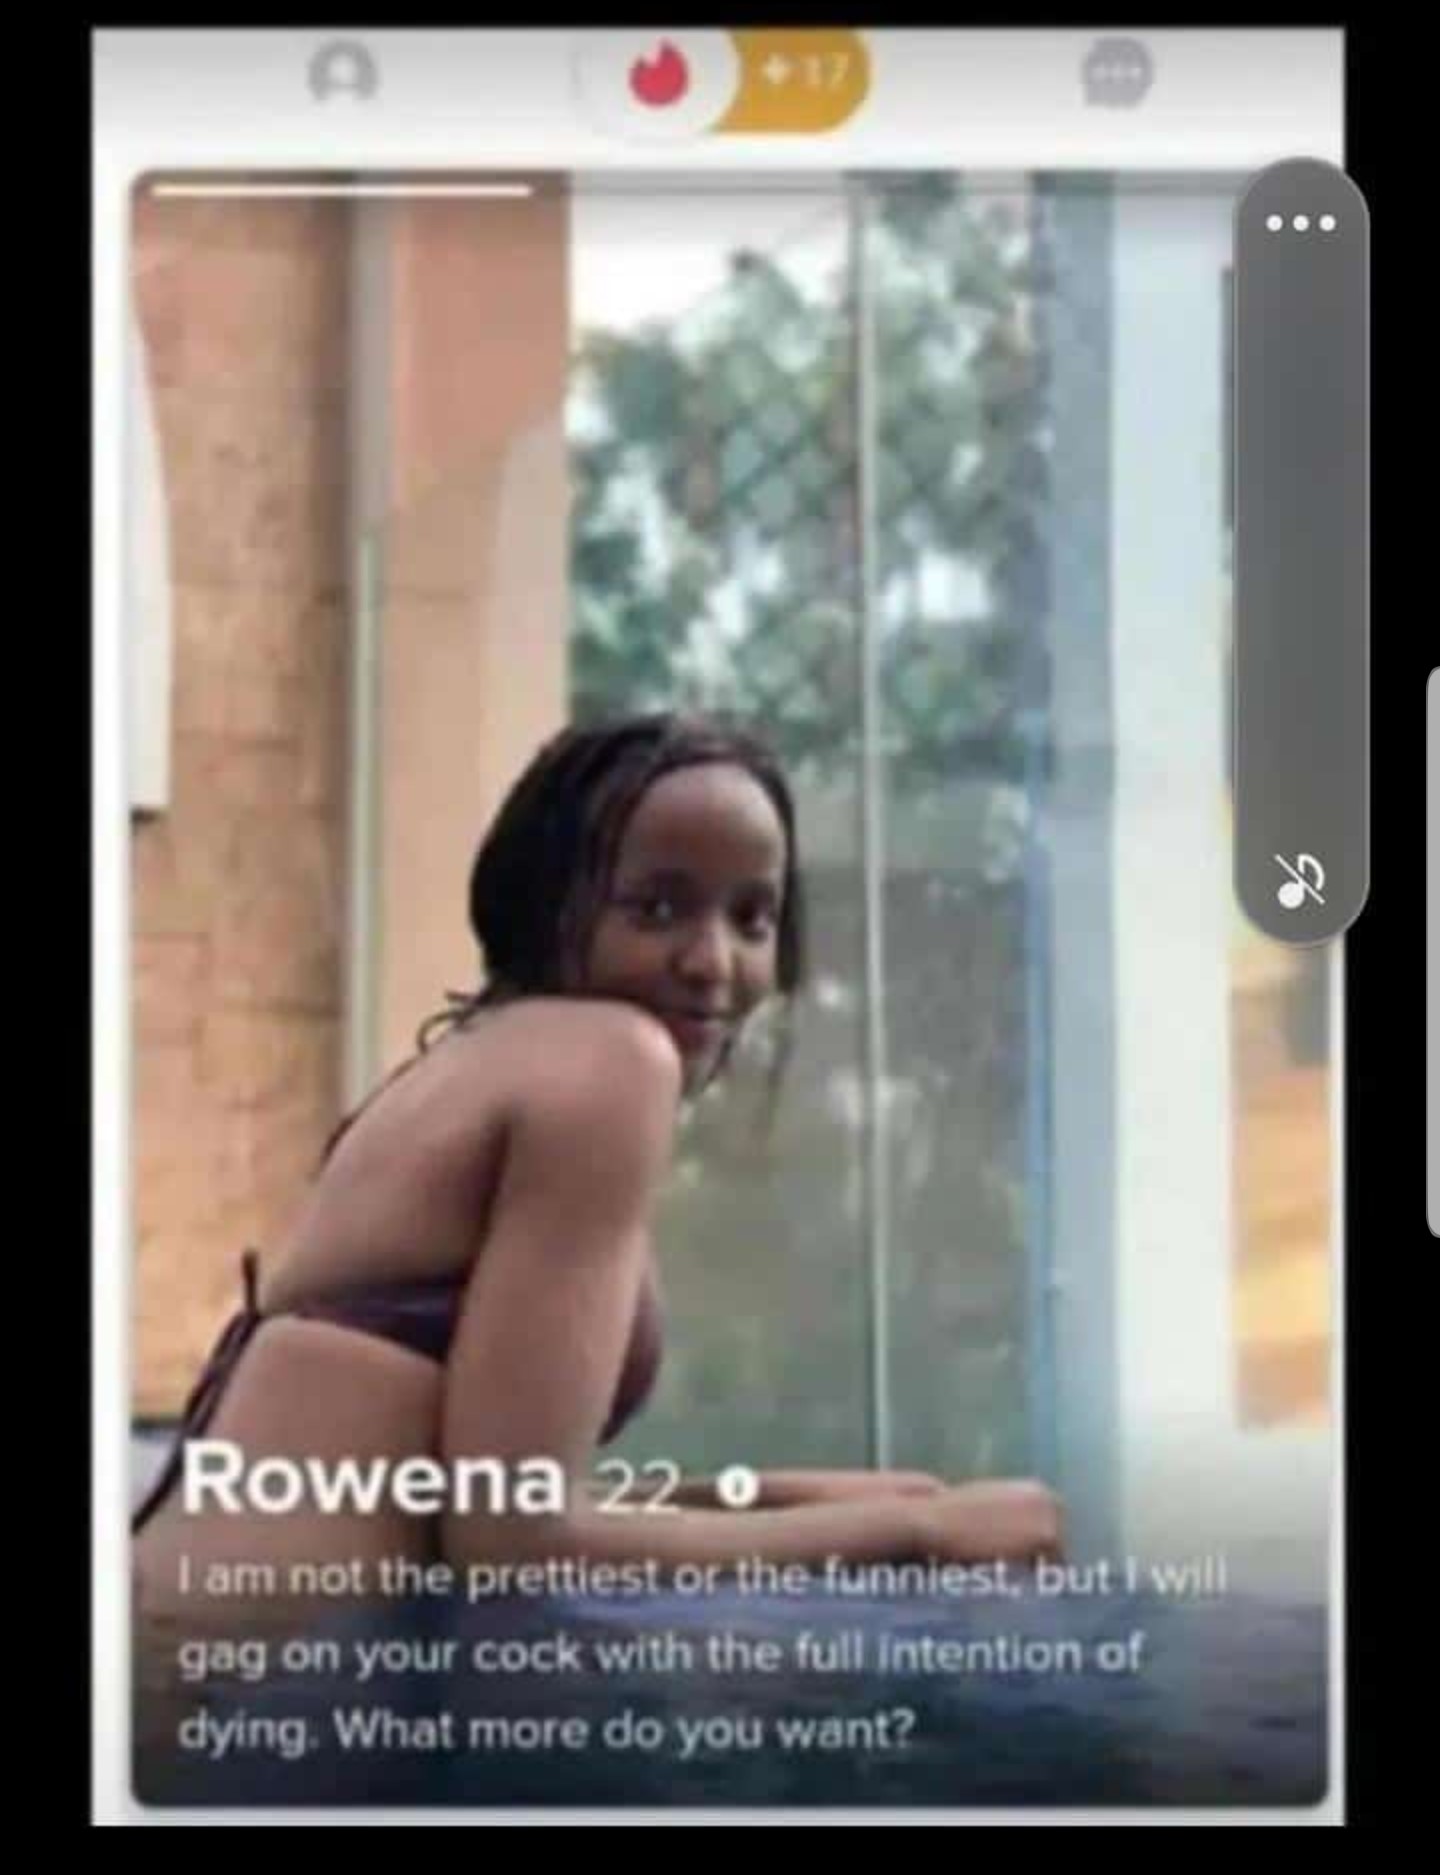 +17
Rowena 22
I am not the prettiest or the funniest, but I will
gag on your cock with the full intention of
dying. What more do you want?